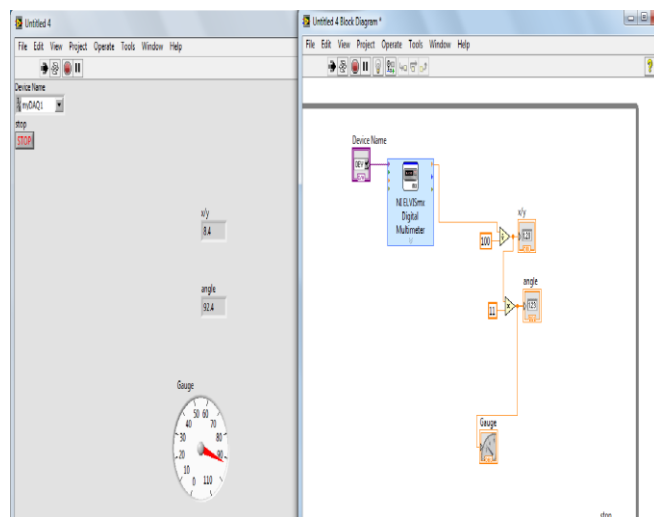 Untitled 4
File Edit View Project Operate Tools Window Help
Device Name
myDAQ1
stop
STOP
x/y
8.4
angle
92.4
Gauge
50 60
40 70
30 80
20 90
10
0 110
Untitled 4 Block Diagram *
File Edit View Project Operate Tools Window Help
Device Name
DEV
NI ELVISmx
Digital
Multimeter
x/y
100
angle
11
Gauge
stop